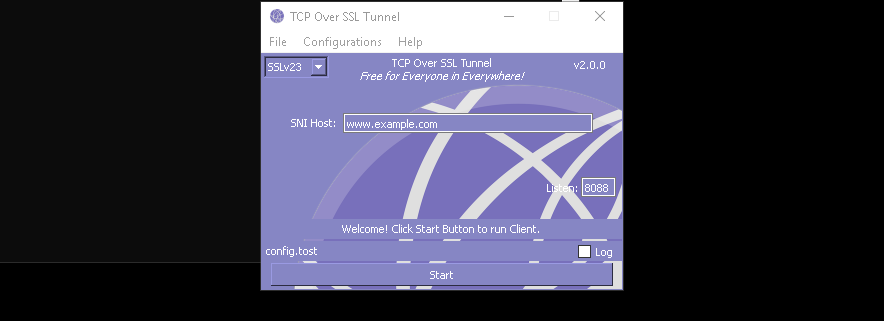 TCP Over SSL Tunnel
File Configurations Help
SSLv23
TCP Over SSL Tunnel
v2.0.0
Free for Everyone in Everywhere!
SNI Host: www.example.com
Listen: 8088
Welcome! Click Start Button to run Client.
config.tost
Log
Start